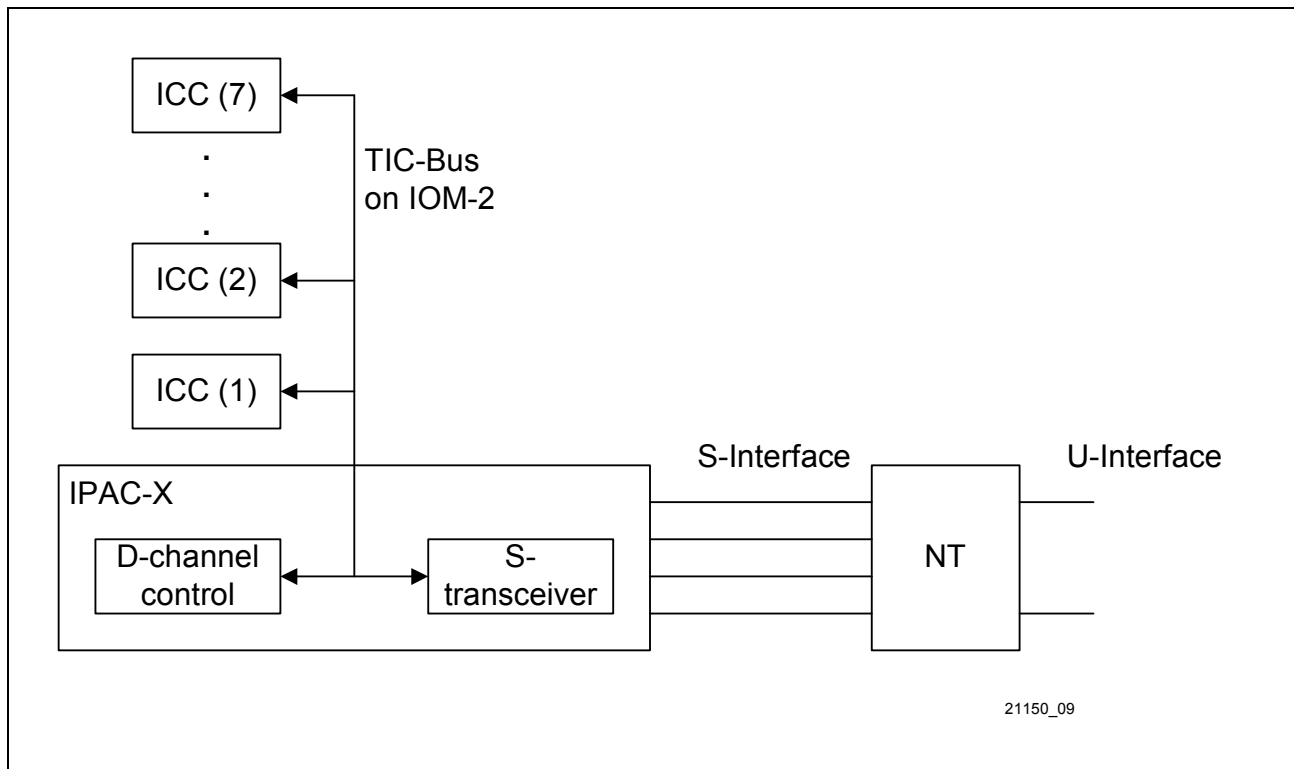 ICC (7)
.
.
.
TIC-Bus
on IOM-2
ICC (2)
ICC (1)
S-Interface
U-Interface
IPAC-X
D-channel
control
S-
transceiver
NT
21150_09